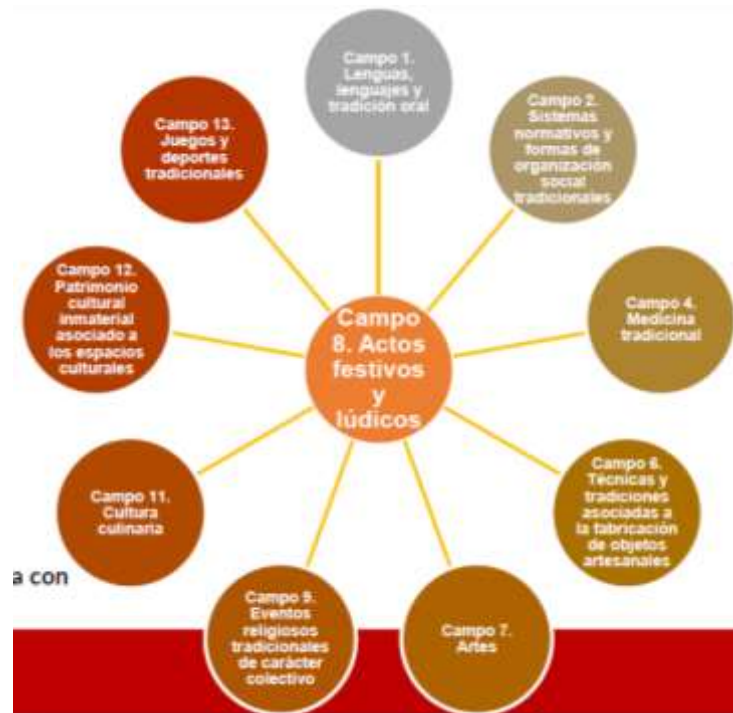 Campo 1.
Lenguas,
lenguajes y
tradición oral
Campo 2.
Sistemas
normativos y
formas de
organización
social
tradicionales
Campo 4.
Medicina
tradicional
Campo 6.
Técnicas y
tradiciones
asociadas a
la fabricación
de objetos
artesanales
Campo 7.
Artes
Campo 9.
Eventos
religiosos
tradicionales
de carácter
colectivo
Campo 11.
Cultura
culinaria
Campo 12.
Patrimonio
cultural
inmaterial
asociado a
los espacios
culturales
Campo 13.
Juegos y
deportes
tradicionales
Campo
8. Actos
festivos
y
lúdicos
a con